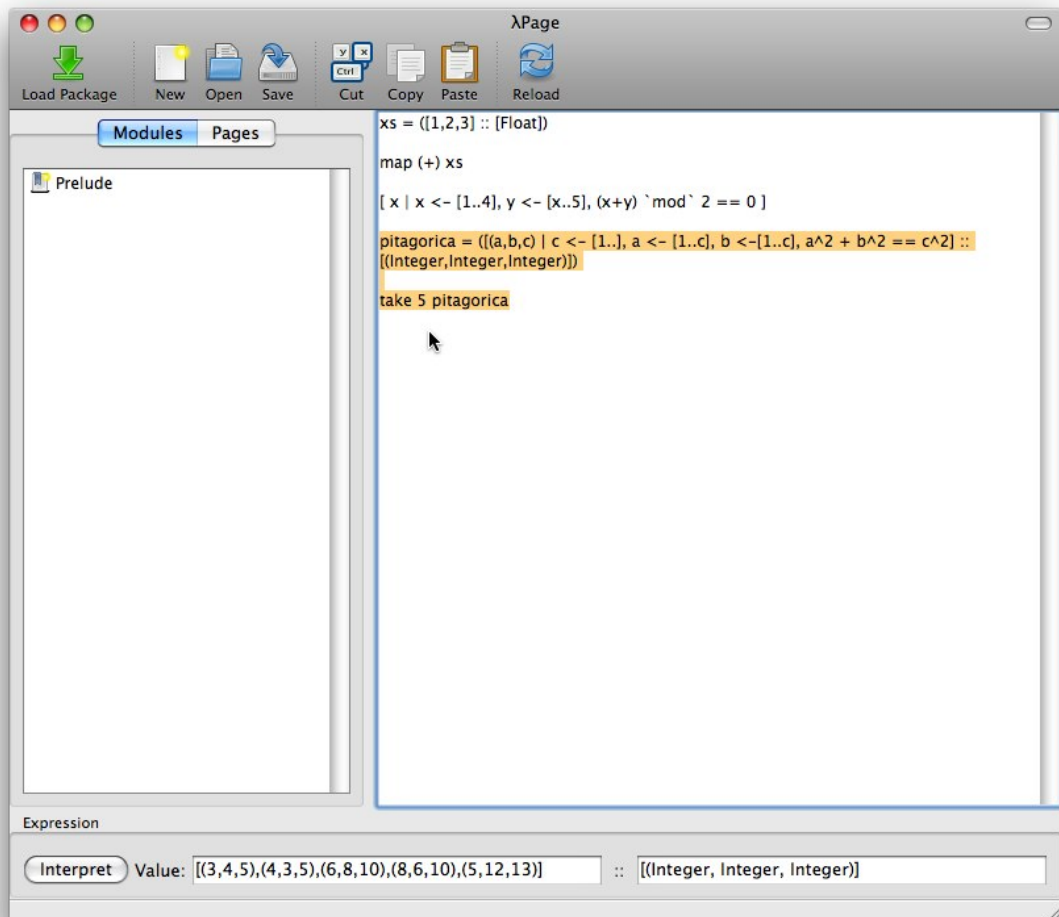 λPage
Load Package New Open Save Cut Copy Paste Reload
y x
Ctrl
Modules Pages
Prelude
xs = ([1,2,3] :: [Float])
map (+) xs
[ x | x <- [1..4], y <- [x..5], (x+y) `mod` 2 == 0 ]
pitagorica = ([(a,b,c) | c <- [1..], a <- [1..c], b <-[1..c], a^2 + b^2 == c^2] ::
[(Integer,Integer,Integer)])
take 5 pitagorica
Expression
Interpret Value: [(3,4,5),(4,3,5),(6,8,10),(8,6,10),(5,12,13)] :: [(Integer, Integer, Integer)]